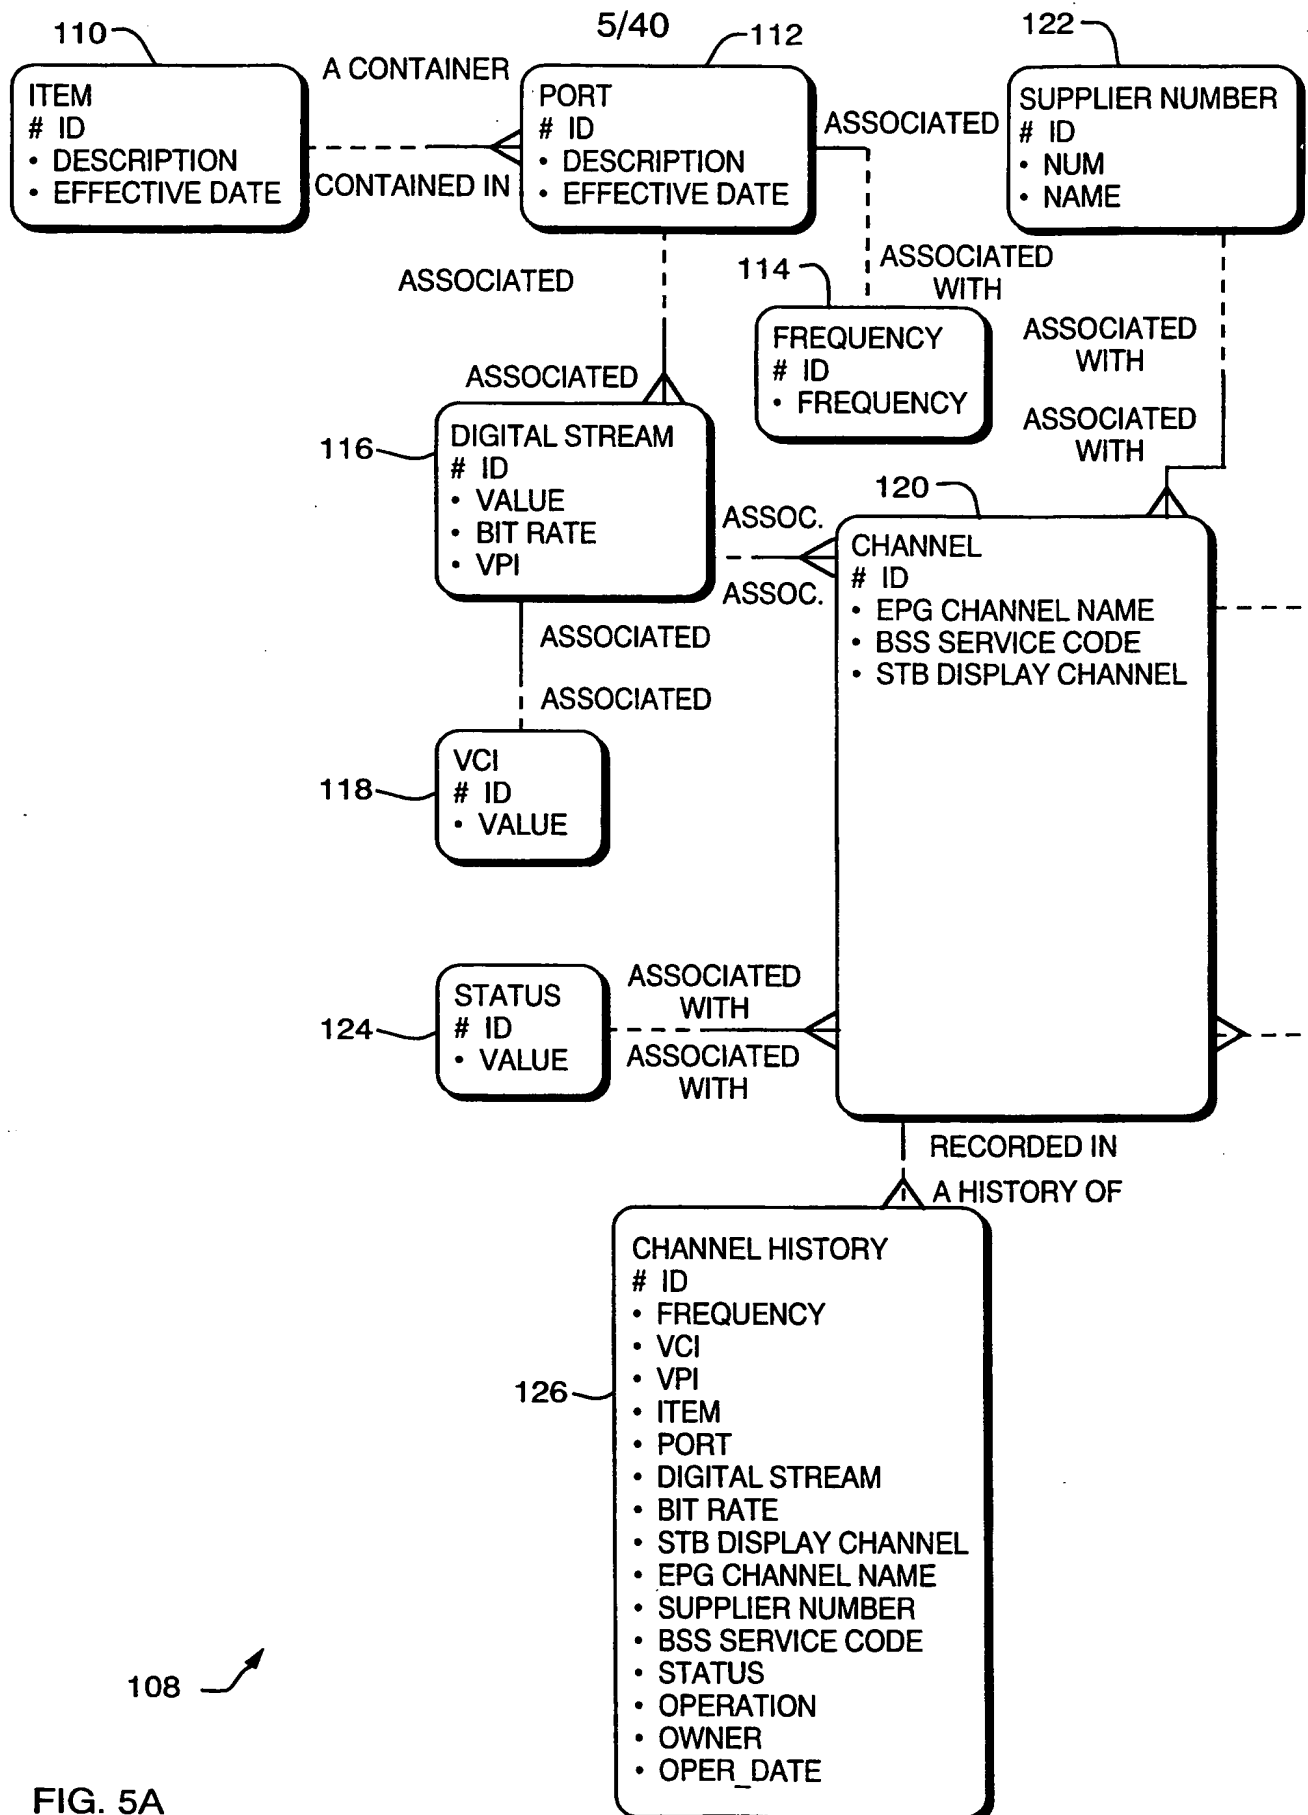 5/40
110
ITEM
# ID
• DESCRIPTION
• EFFECTIVE DATE
A CONTAINER
CONTAINED IN
112
PORT
# ID
• DESCRIPTION
• EFFECTIVE DATE
ASSOCIATED
ASSOCIATED
WITH
122
SUPPLIER NUMBER
# ID
• NUM
• NAME
ASSOCIATED
WITH
ASSOCIATED
WITH
114
FREQUENCY
# ID
• FREQUENCY
ASSOCIATED
ASSOCIATED
116
DIGITAL STREAM
# ID
• VALUE
• BIT RATE
• VPI
ASSOC.
ASSOC.
120
CHANNEL
# ID
• EPG CHANNEL NAME
• BSS SERVICE CODE
• STB DISPLAY CHANNEL
ASSOCIATED
ASSOCIATED
118
VCI
# ID
• VALUE
124
STATUS
# ID
• VALUE
ASSOCIATED
WITH
ASSOCIATED
WITH
RECORDED IN
A HISTORY OF
126
CHANNEL HISTORY
# ID
• FREQUENCY
• VCI
• VPI
• ITEM
• PORT
• DIGITAL STREAM
• BIT RATE
• STB DISPLAY CHANNEL
• EPG CHANNEL NAME
• SUPPLIER NUMBER
• BSS SERVICE CODE
• STATUS
• OPERATION
• OWNER
• OPER_DATE
108
FIG. 5A